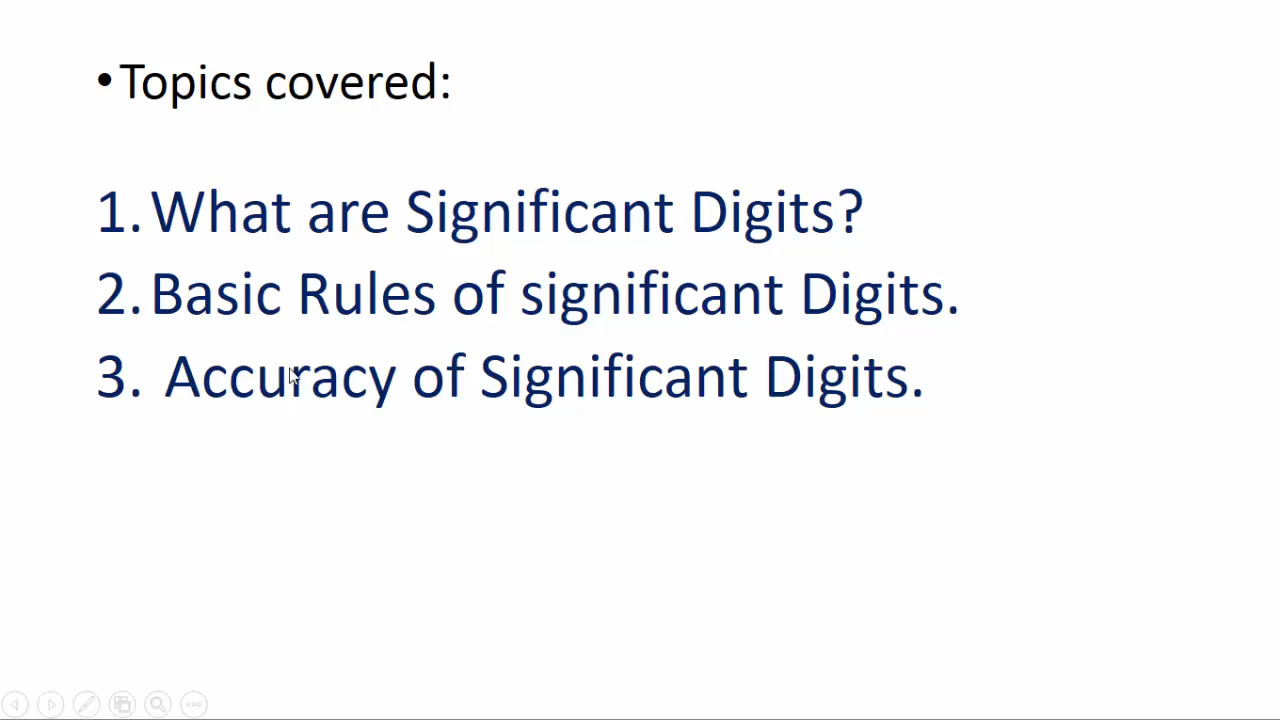 •Topics covered:
1. What are Significant Digits?
2. Basic Rules of significant Digits.
3. Accuracy of Significant Digits.